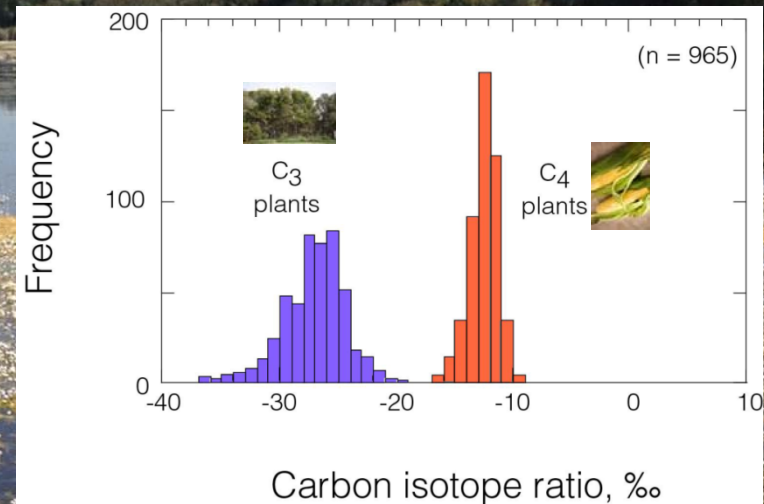 200
(n = 965)
Frequency
C3
plants
C4
plants
100
0
-40
-30
-20
-10
0
10
Carbon isotope ratio, ‰